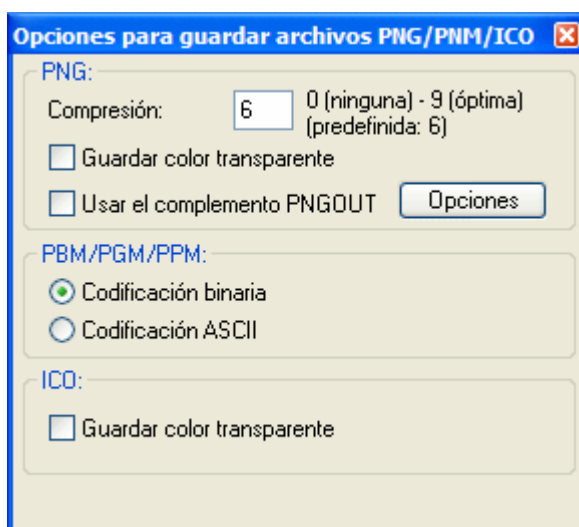 Opciones para guardar archivos PNG/PNM/ICO
PNG:
Compresión: 6 0 (ninguna) - 9 (óptima)
(predefinida: 6)
Guardar color transparente
Usar el complemento PNGOUT Opciones
PBM/PGM/PPM:
Codificación binaria
Codificación ASCII
ICO:
Guardar color transparente